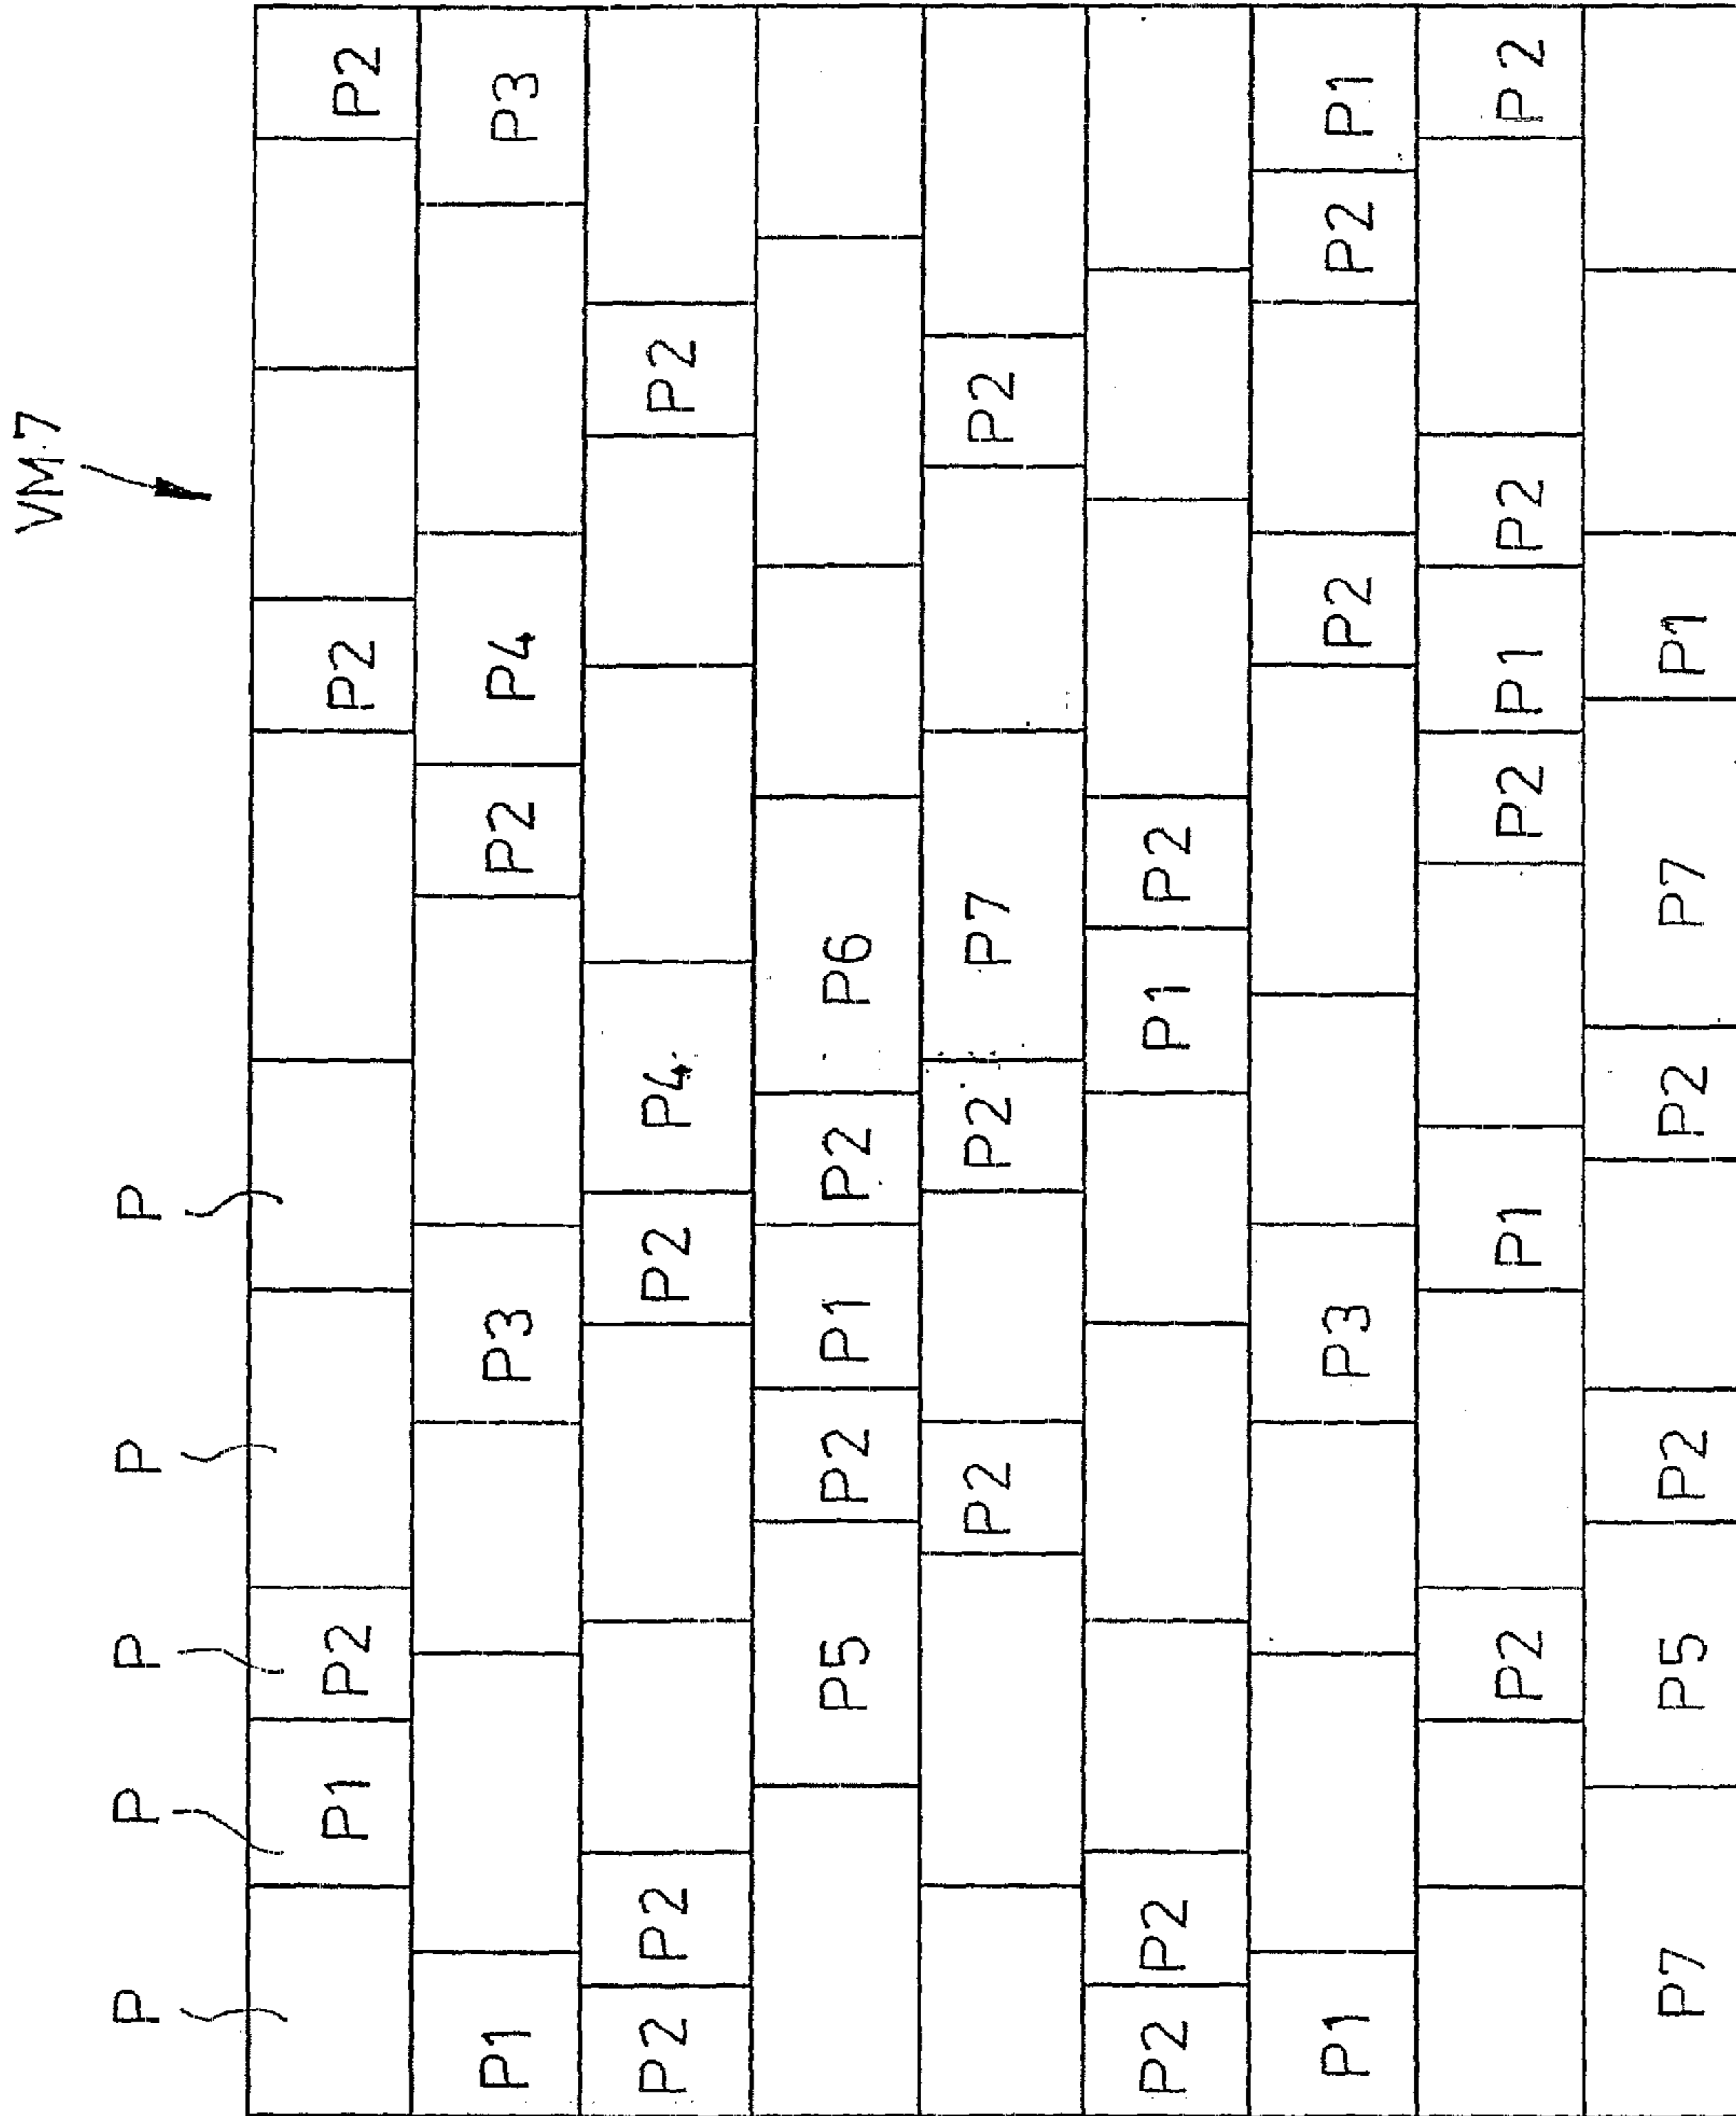 VM7
P P P P P
P1 P2 P2 P2
P1 P3 P2 P4 P3
P2 P2 P2 P4 P2
P5 P2 P1 P2 P6
P2 P2 P7 P2
P2 P2 P1 P2
P1 P3 P2 P2 P1
P2 P1 P2 P1 P2 P2
P7 P5 P2 P2 P7 P1